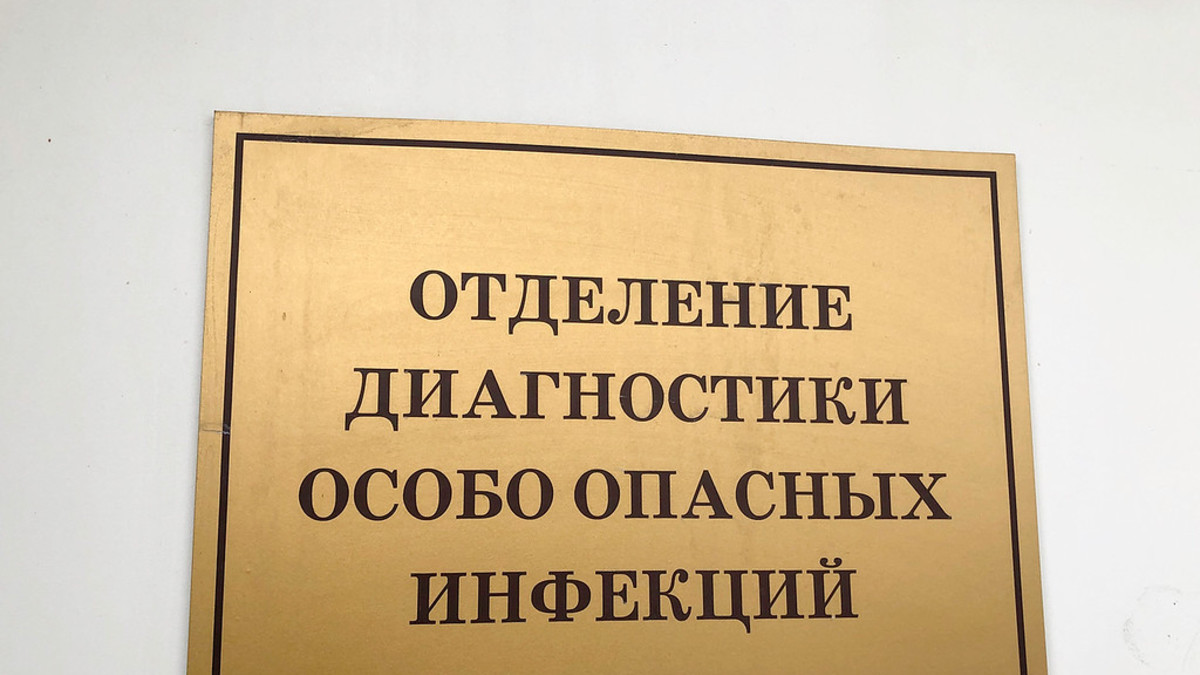 ОТДЕЛЕНИЕ
ДИАГНОСТИКИ
ОСОБО ОПАСНЫХ
ИНФЕКЦИЙ